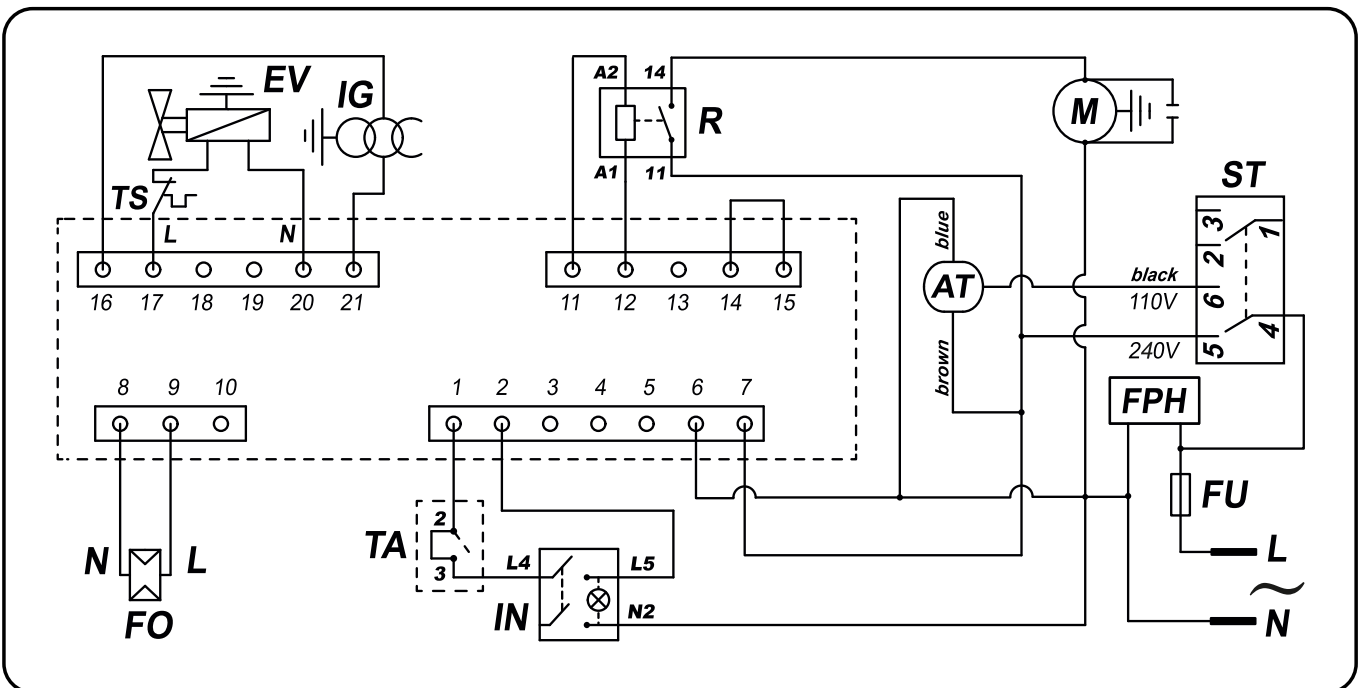 EV IG
A2 14
R
M
A1 11
ST
TS
L N
blue
3 1
2
AT
black
110V
6
16 17 18 19 20 21
11 12 13 14 15
240V
5 4
brown
8 9 10
1 2 3 4 5 6 7
FPH
FU
TA
2
3
L4 L5
N L
FO
IN
N2
L
~
N